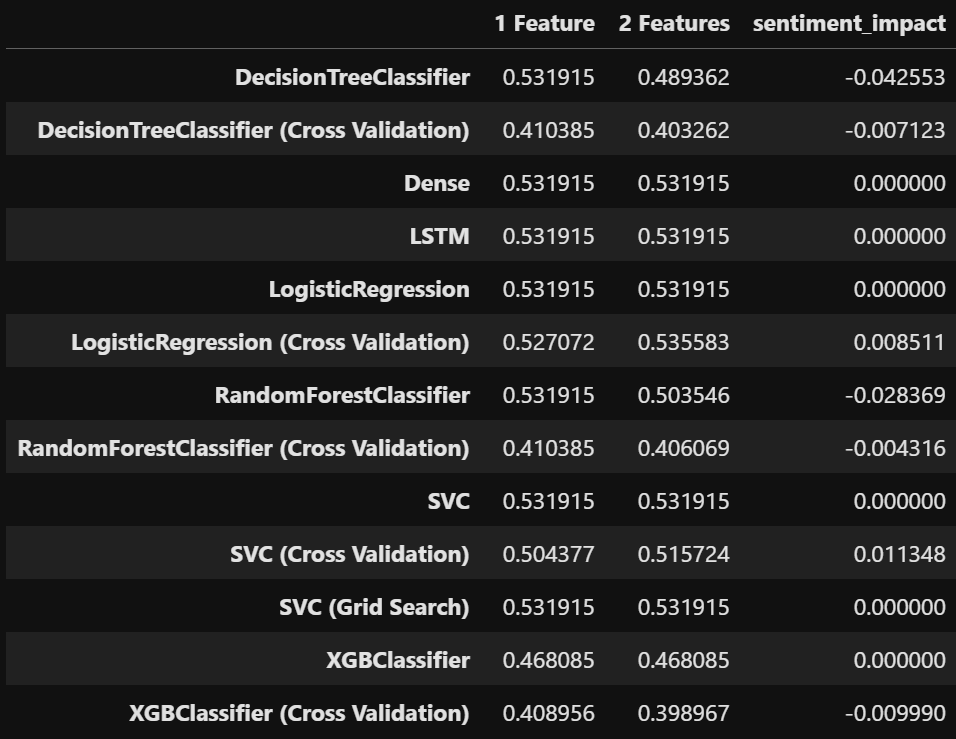 1 Feature 2 Features sentiment_impact
DecisionTreeClassifier 0.531915 0.489362 -0.042553
DecisionTreeClassifier (Cross Validation) 0.410385 0.403262 -0.007123
Dense 0.531915 0.531915 0.000000
LSTM 0.531915 0.531915 0.000000
LogisticRegression 0.531915 0.531915 0.000000
LogisticRegression (Cross Validation) 0.527072 0.535583 0.008511
RandomForestClassifier 0.531915 0.503546 -0.028369
RandomForestClassifier (Cross Validation) 0.410385 0.406069 -0.004316
SVC 0.531915 0.531915 0.000000
SVC (Cross Validation) 0.504377 0.515724 0.011348
SVC (Grid Search) 0.531915 0.531915 0.000000
XGBClassifier 0.468085 0.468085 0.000000
XGBClassifier (Cross Validation) 0.408956 0.398967 -0.009990